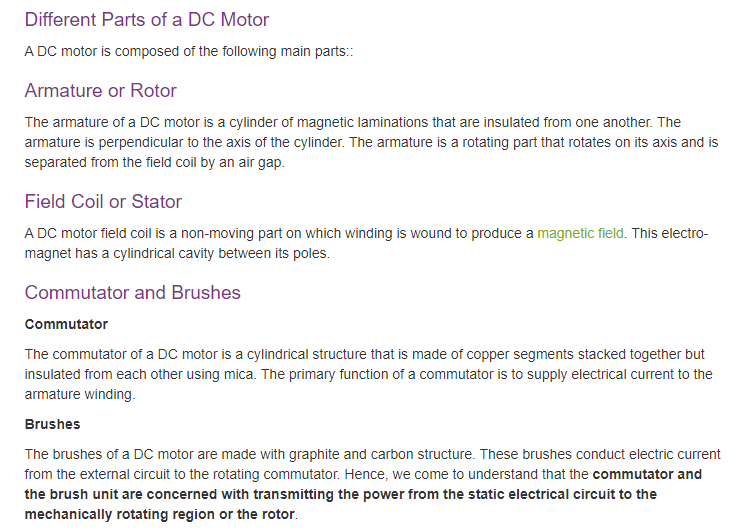 Different Parts of a DC Motor
A DC motor is composed of the following main parts::
Armature or Rotor
The armature of a DC motor is a cylinder of magnetic laminations that are insulated from one another. The
armature is perpendicular to the axis of the cylinder. The armature is a rotating part that rotates on its axis and is
separated from the field coil by an air gap.
Field Coil or Stator
A DC motor field coil is a non-moving part on which winding is wound to produce a magnetic field. This electro-
magnet has a cylindrical cavity between its poles.
Commutator and Brushes
Commutator
The commutator of a DC motor is a cylindrical structure that is made of copper segments stacked together but
insulated from each other using mica. The primary function of a commutator is to supply electrical current to the
armature winding.
Brushes
The brushes of a DC motor are made with graphite and carbon structure. These brushes conduct electric current
from the external circuit to the rotating commutator. Hence, we come to understand that the commutator and
the brush unit are concerned with transmitting the power from the static electrical circuit to the
mechanically rotating region or the rotor.